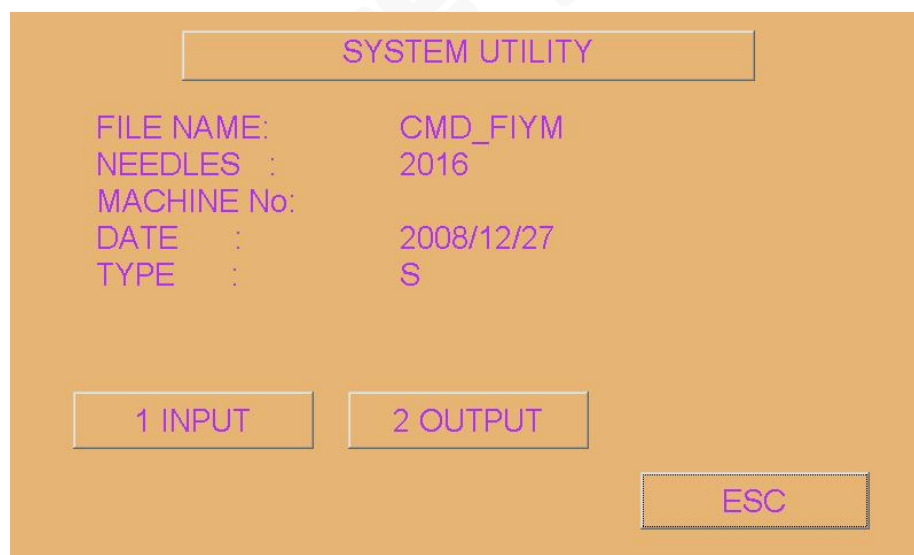 SYSTEM UTILITY
FILE NAME: CMD_FIYM
NEEDLES : 2016
MACHINE No:
DATE : 2008/12/27
TYPE : S
1 INPUT 2 OUTPUT
ESC